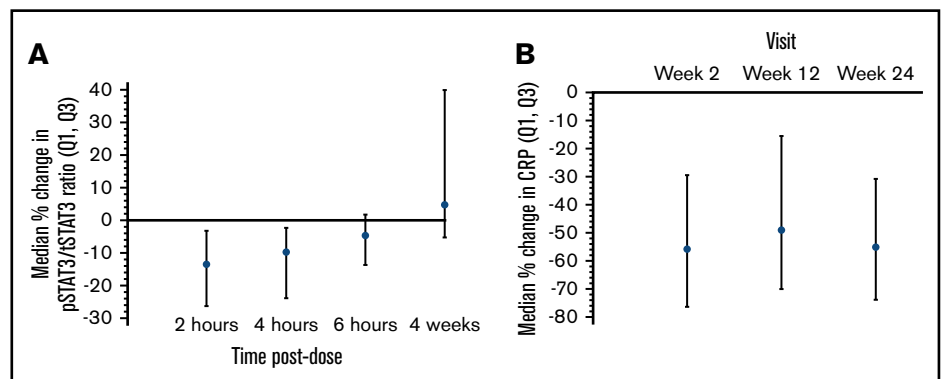 A
Median % change in
pSTAT3/tSTAT3 ratio (Q1, Q3)
40
30
20
10
0
-10
-20
-30
2 hours 4 hours 6 hours 4 weeks
Time post-dose
B
Visit
Week 2 Week 12 Week 24
Median % change in CRP (Q1, Q3)
0
-10
-20
-30
-40
-50
-60
-70
-80